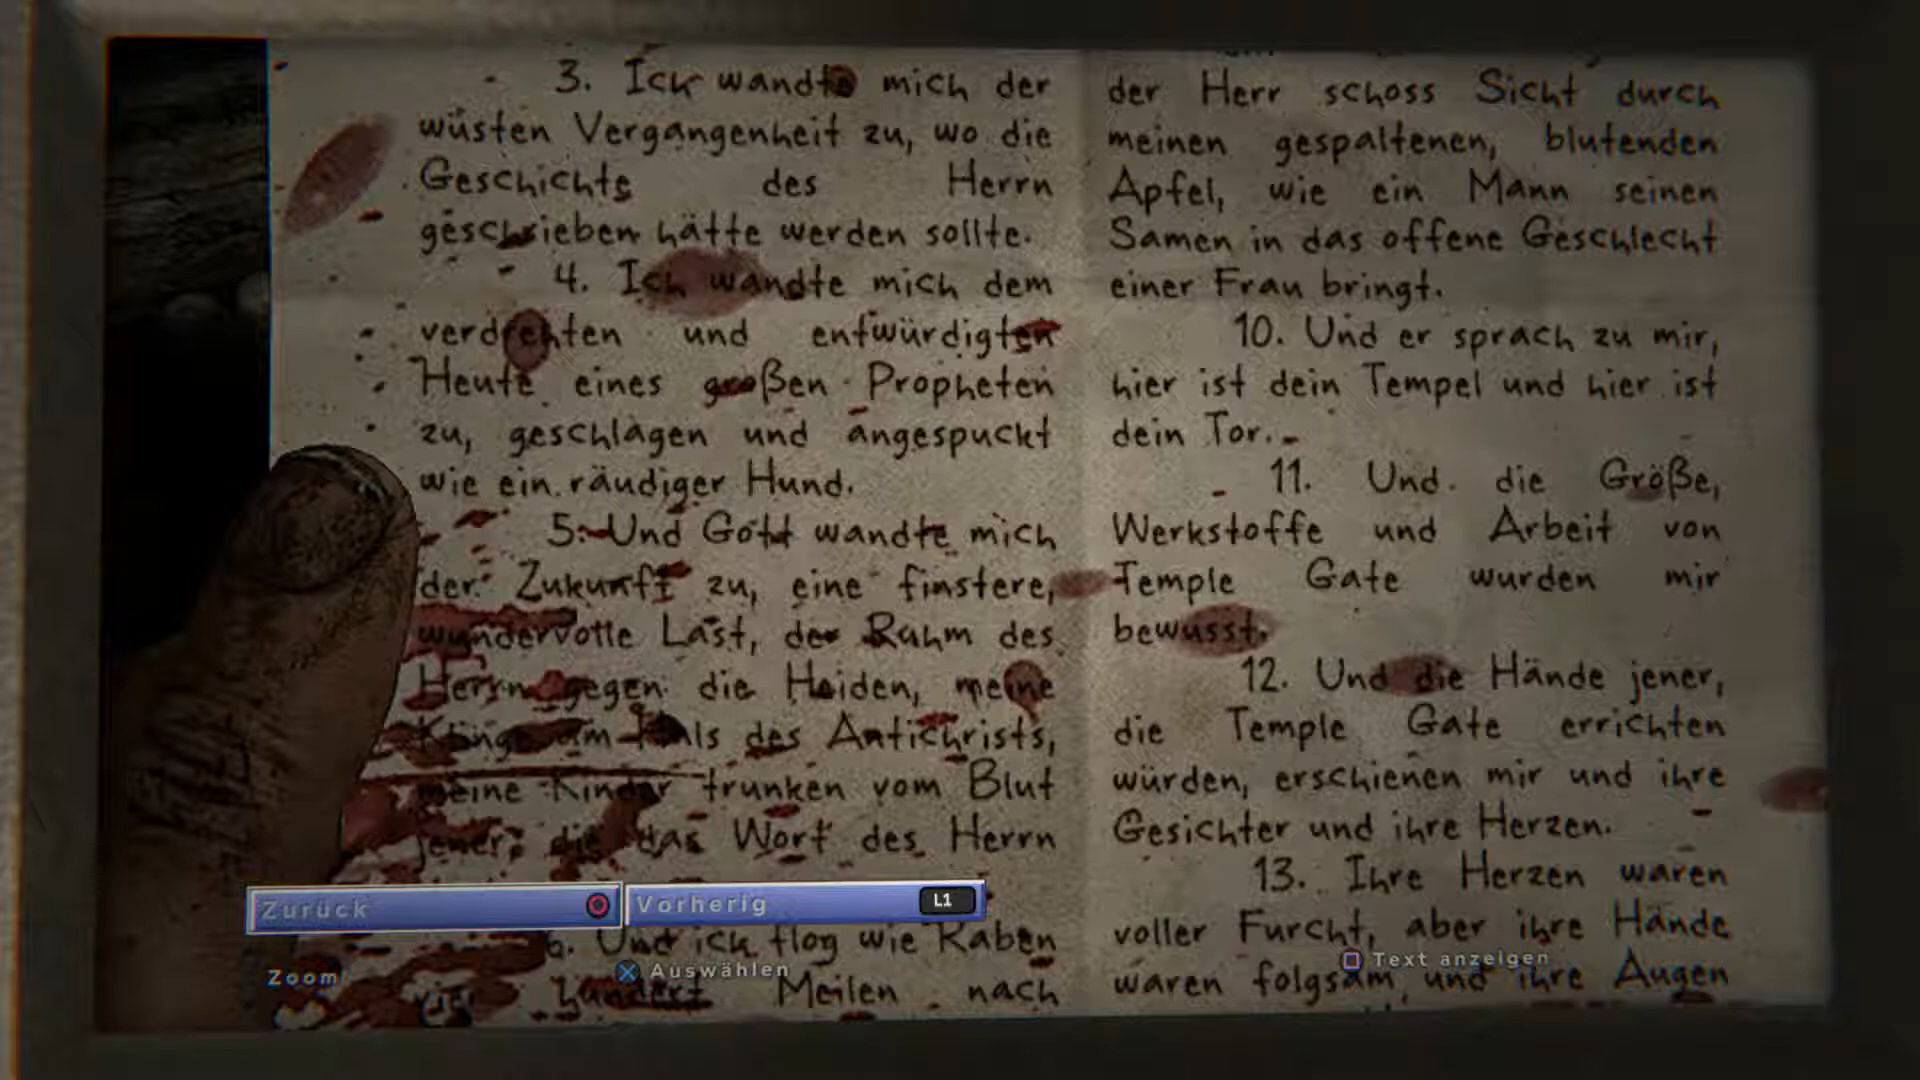 3. Ich wandte mich der
wüsten Vergangenheit zu, wo die
Geschichte des Herrn
geschrieben hätte werden sollte.
4. Ich wandte mich dem
verdrehten und entwürdigten
Heute eines großen Propheten
zu, geschlagen und angespuckt
wie ein räudiger Hund.
5. Und Gott wandte mich
der Zukunft zu, eine finstere,
wundervolle Last, der Ruhm des
Herrn gegen die Heiden, meine
Klinge am Hals des Antichrists,
meine Kinder trunken vom Blut
jener, die das Wort des Herrn
6. Und ich flog wie Raben
vier hundert Meilen nach
der Herr schoss Sicht durch
meinen gespaltenen, blutenden
Apfel, wie ein Mann seinen
Samen in das offene Geschlecht
einer Frau bringt.
10. Und er sprach zu mir,
hier ist dein Tempel und hier ist
dein Tor.
11. Und die Größe,
Werkstoffe und Arbeit von
Temple Gate wurden mir
bewusst.
12. Und die Hände jener,
die Temple Gate errichten
würden, erschienen mir und ihre
Gesichter und ihre Herzen.
13. Ihre Herzen waren
voller Furcht, aber ihre Hände
waren folgsam und ihre Augen
Zurück
Vorherig L1
Zoom
Auswählen
Text anzeigen